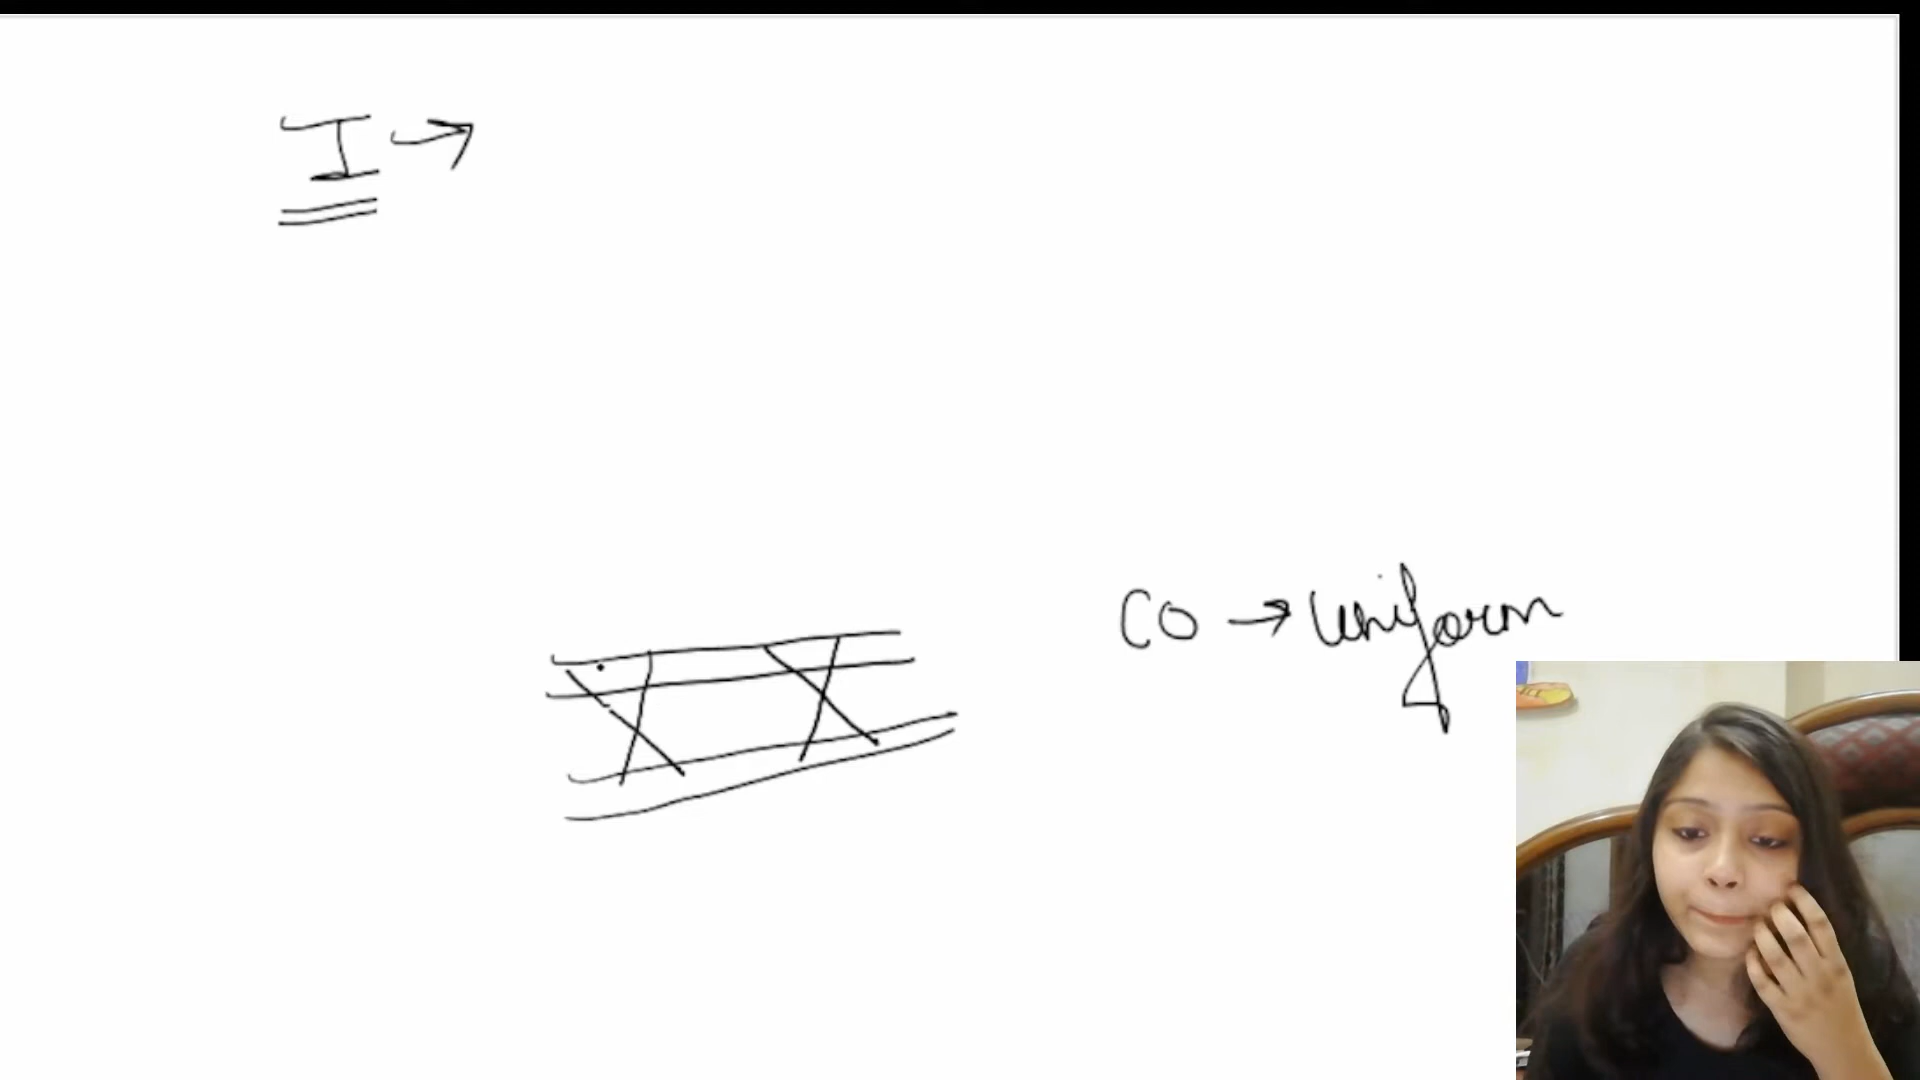 I →
CO → Uniform